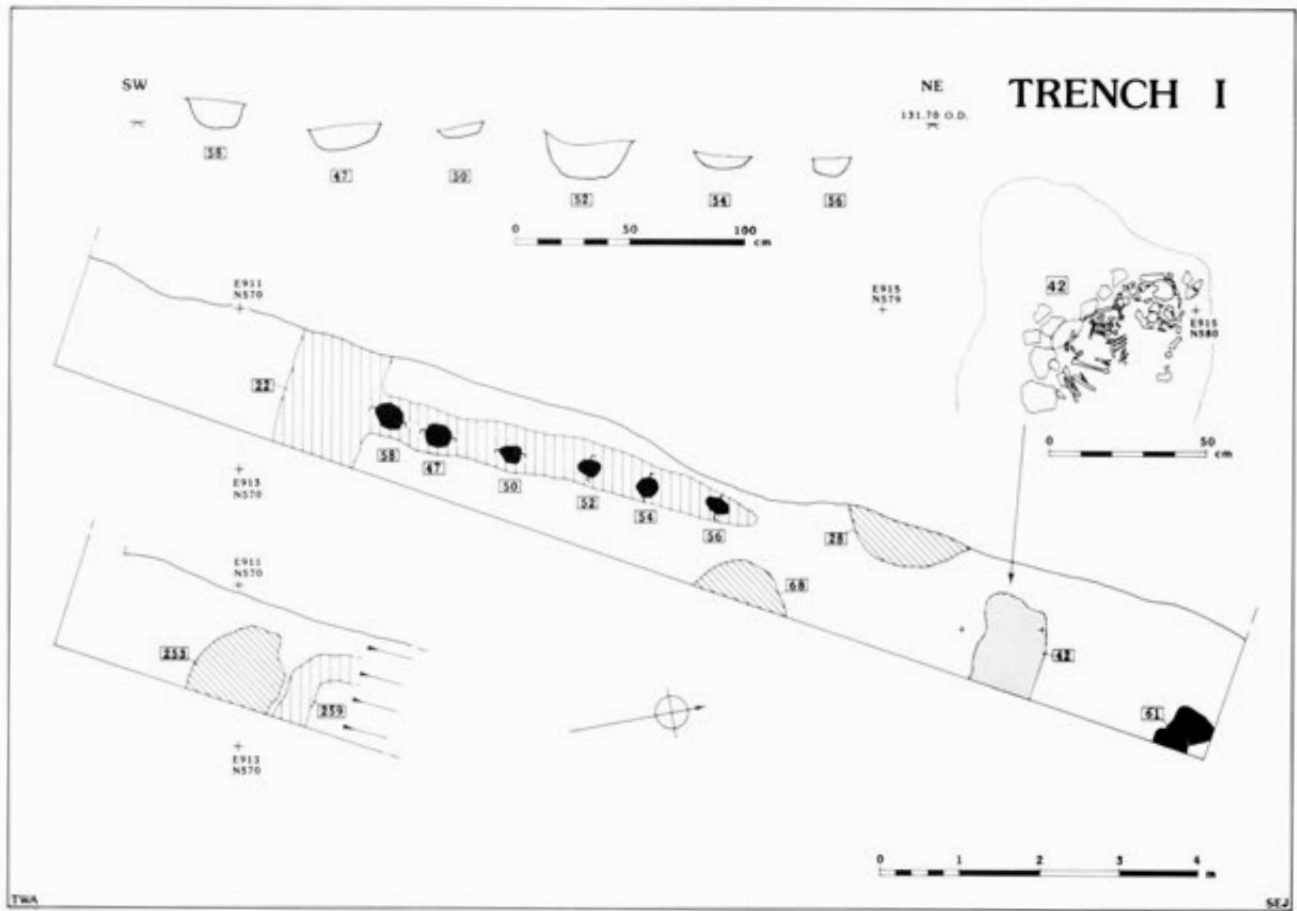 TRENCH I
SW
NE
131.70 O.D.
58
47
50
52
54
56
0 50 100
cm
42
E911
N570
E915
N579
E915
N580
0 50
cm
22
58
47
50
52
54
56
28
68
42
61
E913
N570
E911
N570
253
259
E913
N570
0 1 2 3 4
m
TWA
SEJ